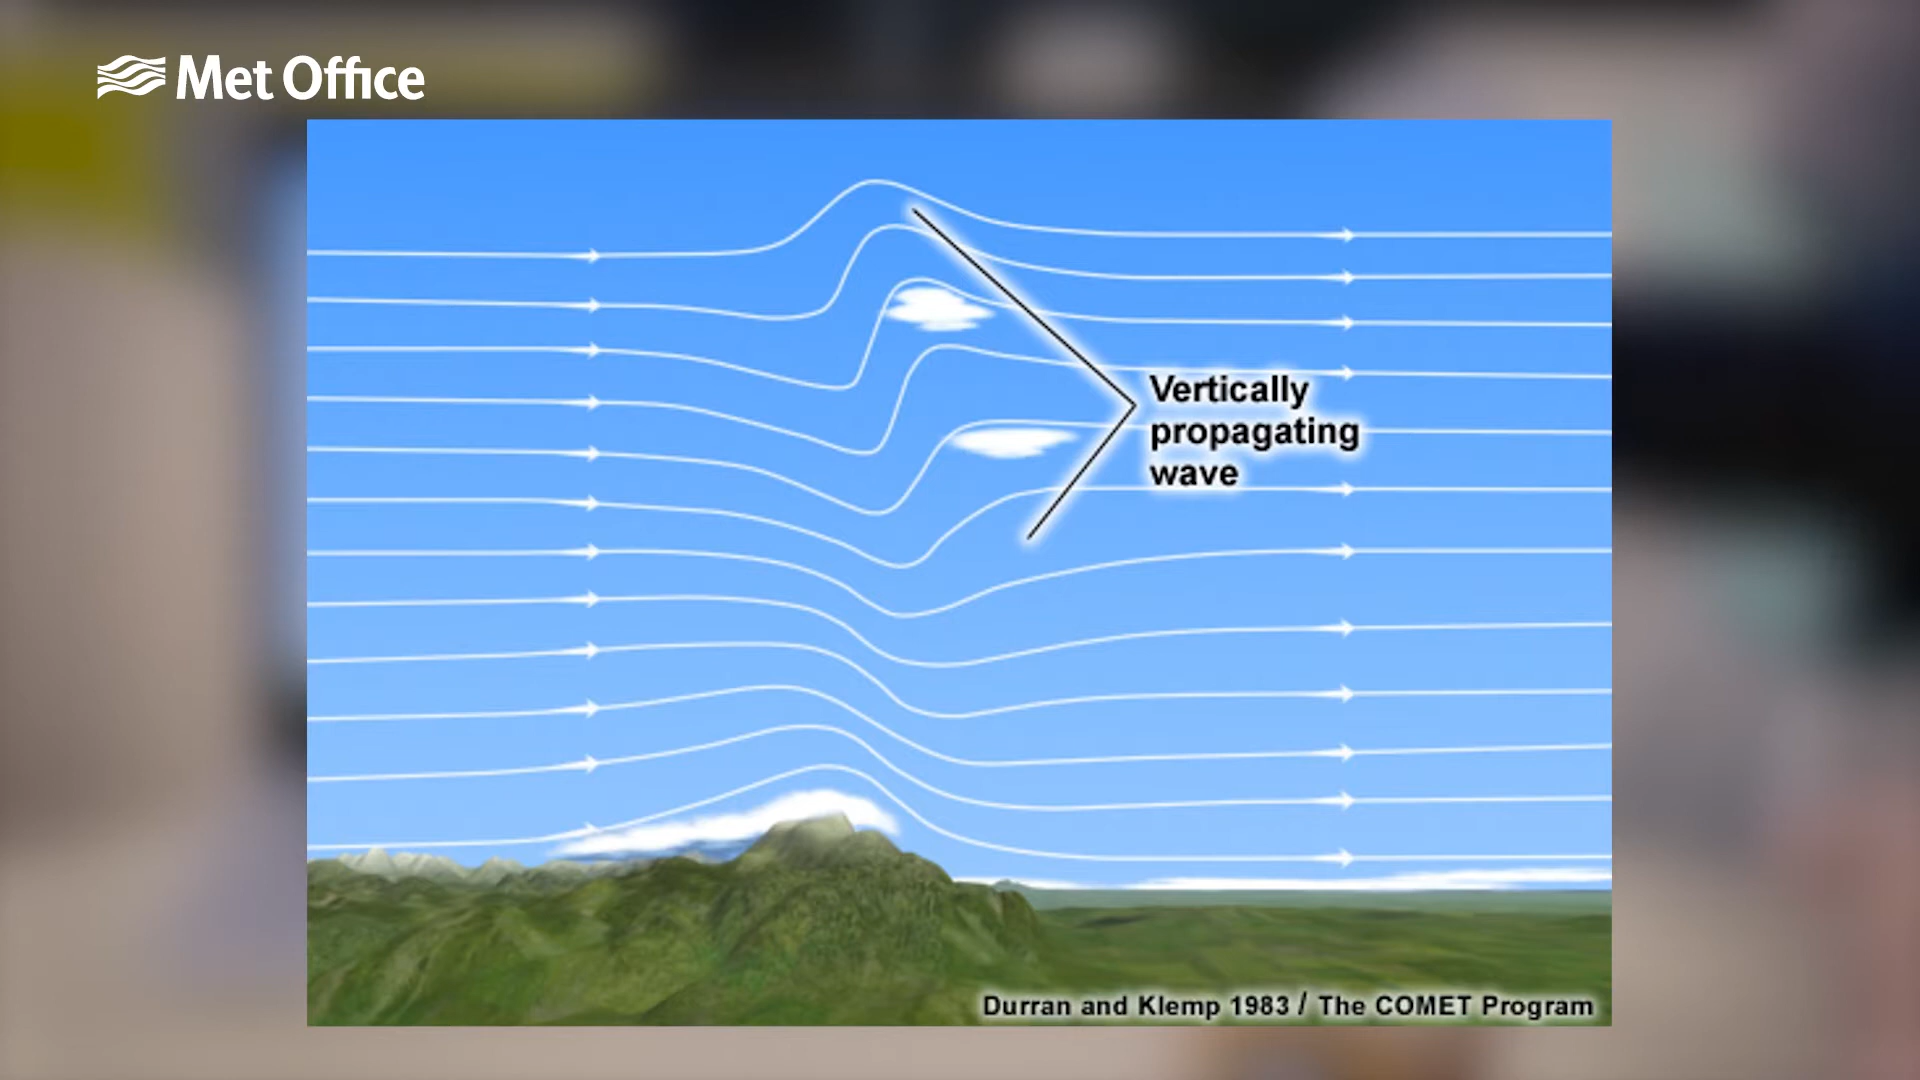 Met Office
Vertically
propagating
wave
Durran and Klemp 1983 / The COMET Program